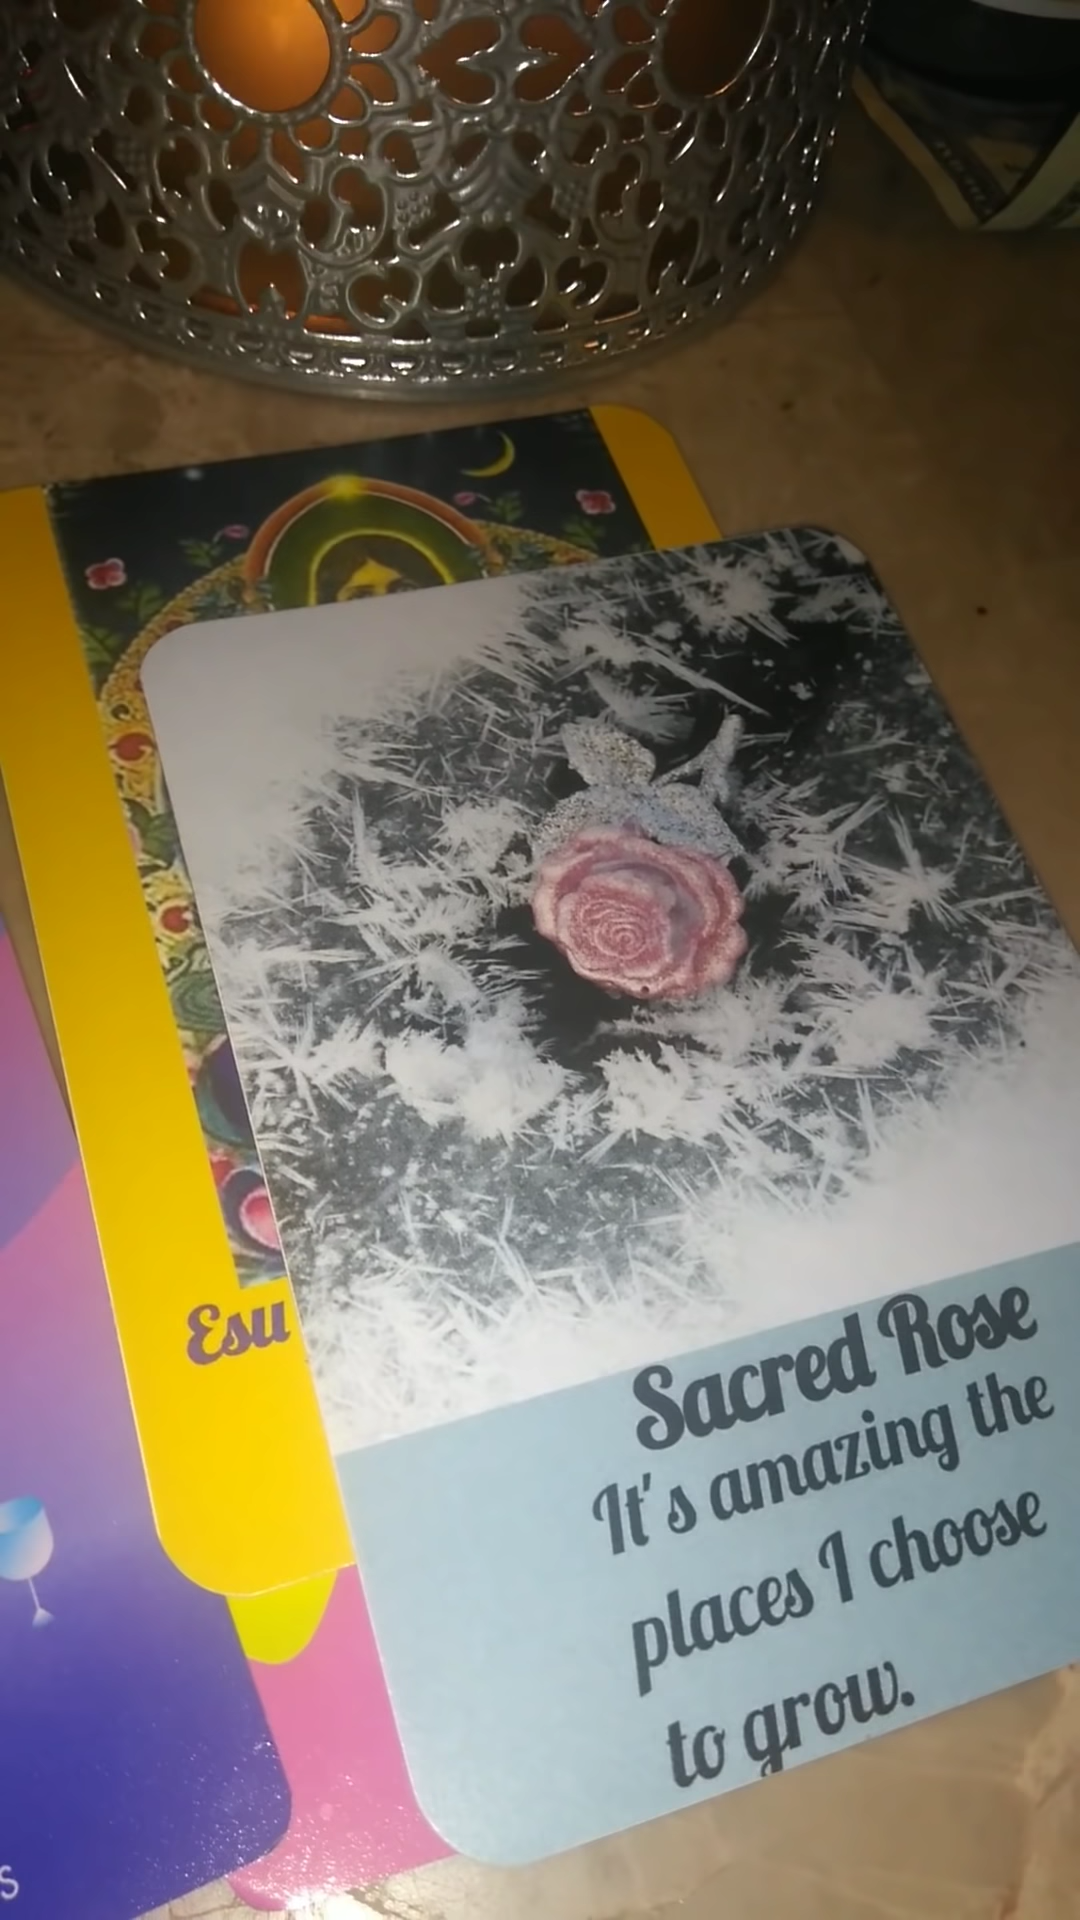 Esu
Sacred Rose
It's amazing the
places I choose
to grow.
s